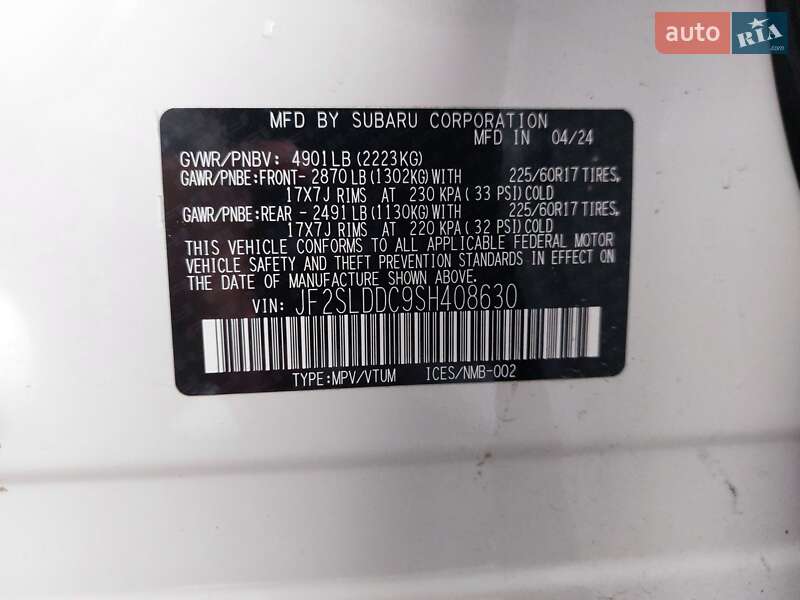 auto RIA.com
MFD BY SUBARU CORPORATION
MFD IN 04/24
GVWR/PNBV: 4901LB(2223KG)
GAWR/PNBE:FRONT- 2870LB(1302KG)WITH 225/60R17 TIRES,
17X7J RIMS AT 230 KPA(33 PSI)COLD
GAWR/PNBE:REAR - 2491LB(1130KG)WITH 225/60R17 TIRES,
17X7J RIMS AT 220 KPA(32 PSI)COLD
THIS VEHICLE CONFORMS TO ALL APPLICABLE FEDERAL MOTOR
VEHICLE SAFETY AND THEFT PREVENTION STANDARDS IN EFFECT ON
THE DATE OF MANUFACTURE SHOWN ABOVE.
VIN: JF2SLDDC9SH408630
TYPE:MPV/VTUM ICES/NMB-002